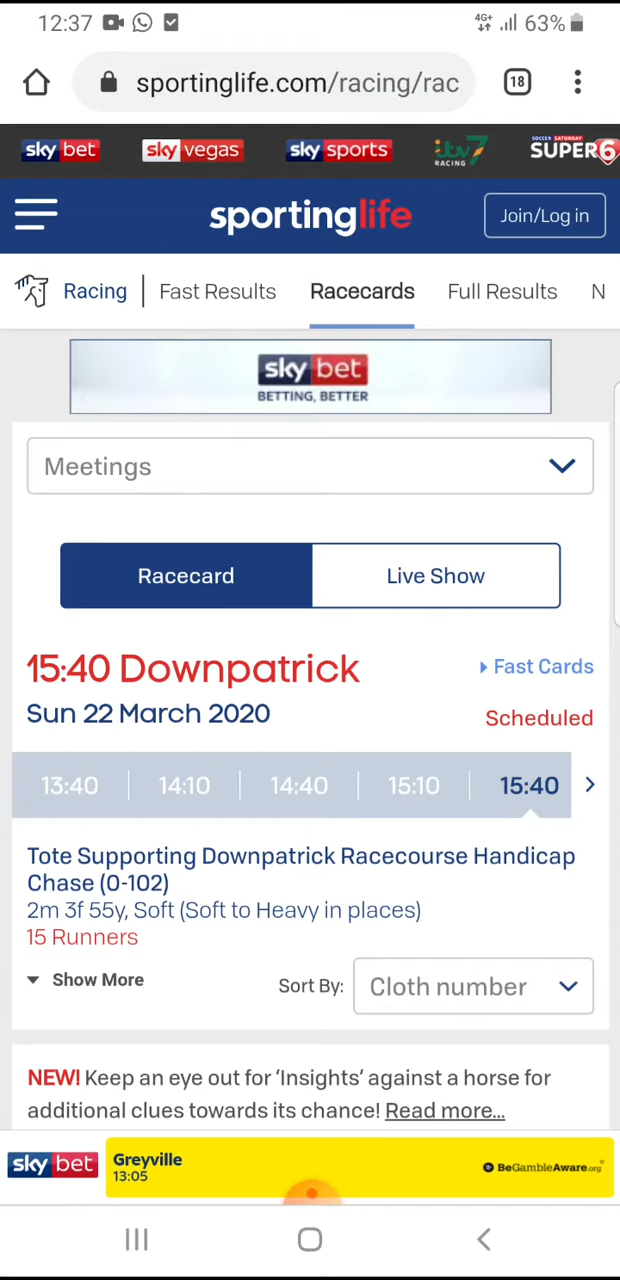 12:37 4G+ 63%
sportinglife.com/racing/rac 18
sky bet sky vegas sky sports itv7 RACING SOCCER SATURDAY SUPER6
sportinglife Join/Log in
Racing Fast Results Racecards Full Results N
sky bet
BETTING, BETTER
Meetings
Racecard Live Show
15:40 Downpatrick Fast Cards
Sun 22 March 2020 Scheduled
13:40 14:10 14:40 15:10 15:40
Tote Supporting Downpatrick Racecourse Handicap
Chase (0-102)
2m 3f 55y, Soft (Soft to Heavy in places)
15 Runners
Show More Sort By: Cloth number
NEW! Keep an eye out for ‘Insights’ against a horse for
additional clues towards its chance! Read more...
sky bet Greyville BeGambleAware.org
13:05